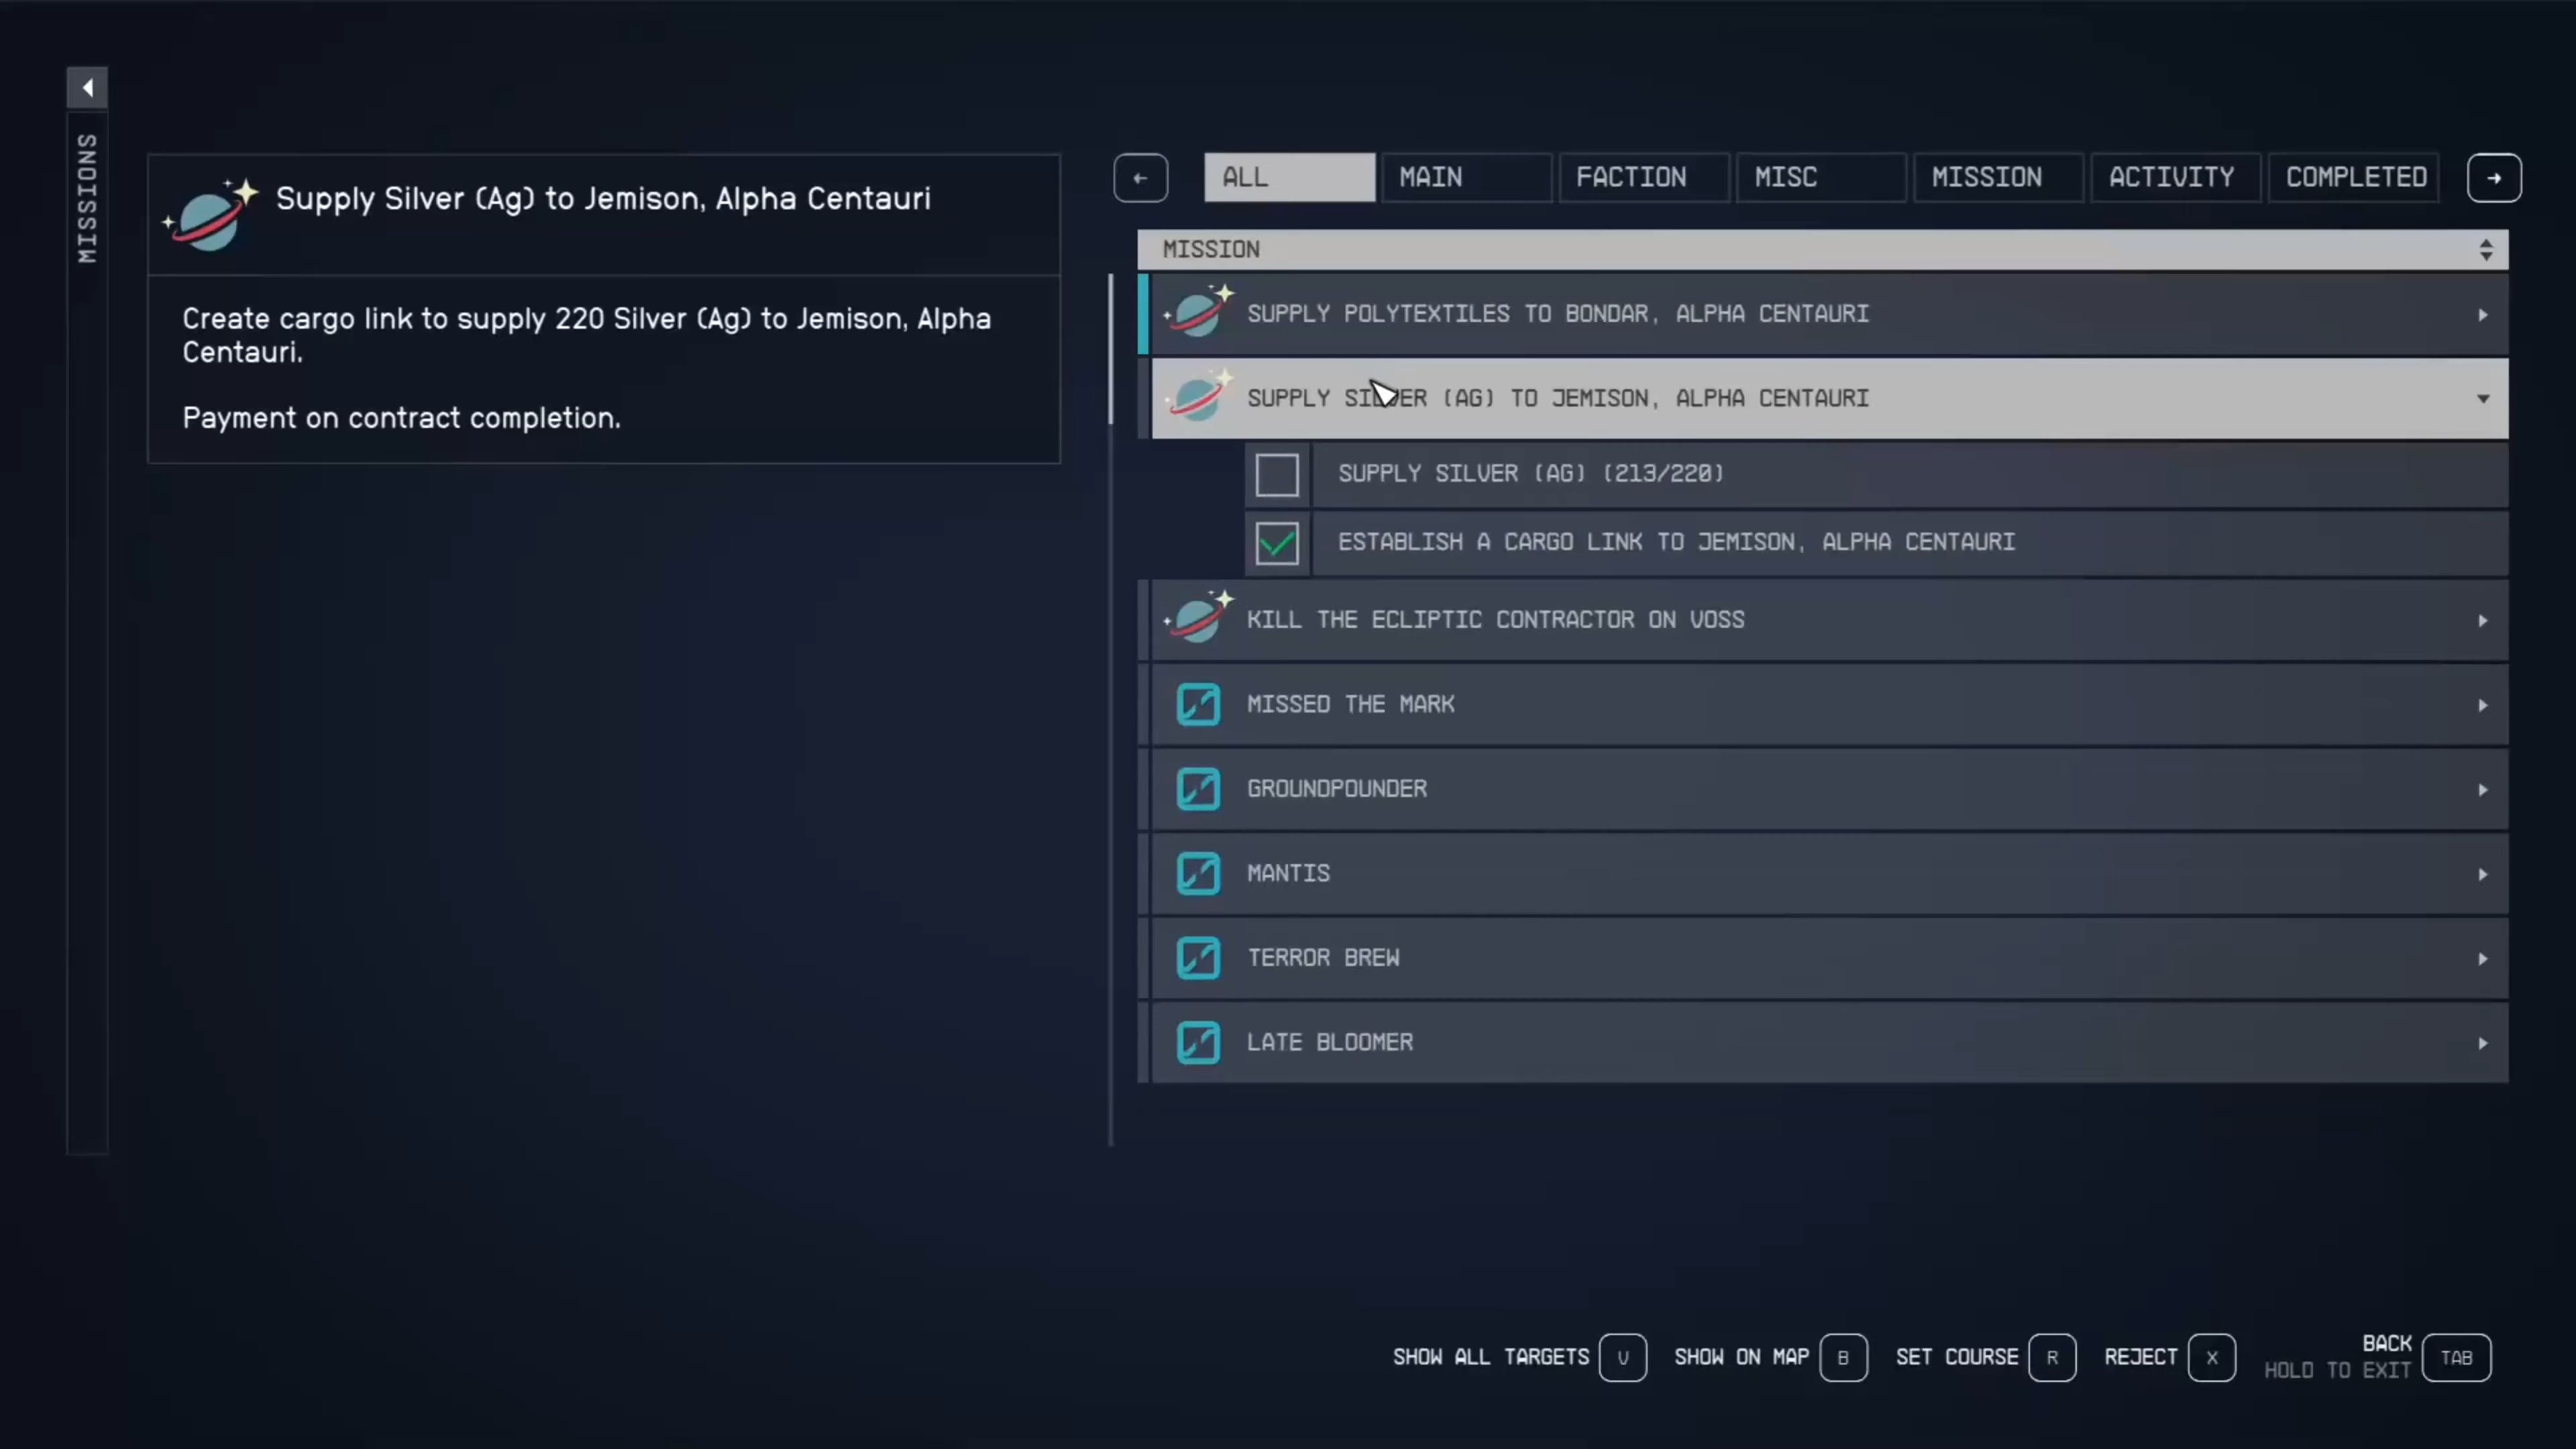 MISSIONS
Supply Silver (Ag) to Jemison, Alpha Centauri
Create cargo link to supply 220 Silver (Ag) to Jemison, Alpha
Centauri.
Payment on contract completion.
ALL
MAIN
FACTION
MISC
MISSION
ACTIVITY
COMPLETED
MISSION
SUPPLY POLYTEXTILES TO BONDAR, ALPHA CENTAURI
SUPPLY SILVER (AG) TO JEMISON, ALPHA CENTAURI
SUPPLY SILVER (AG) (213/220)
ESTABLISH A CARGO LINK TO JEMISON, ALPHA CENTAURI
KILL THE ECLIPTIC CONTRACTOR ON VOSS
MISSED THE MARK
GROUNDPOUNDER
MANTIS
TERROR BREW
LATE BLOOMER
SHOW ALL TARGETS V
SHOW ON MAP B
SET COURSE R
REJECT X
BACK
HOLD TO EXIT
TAB